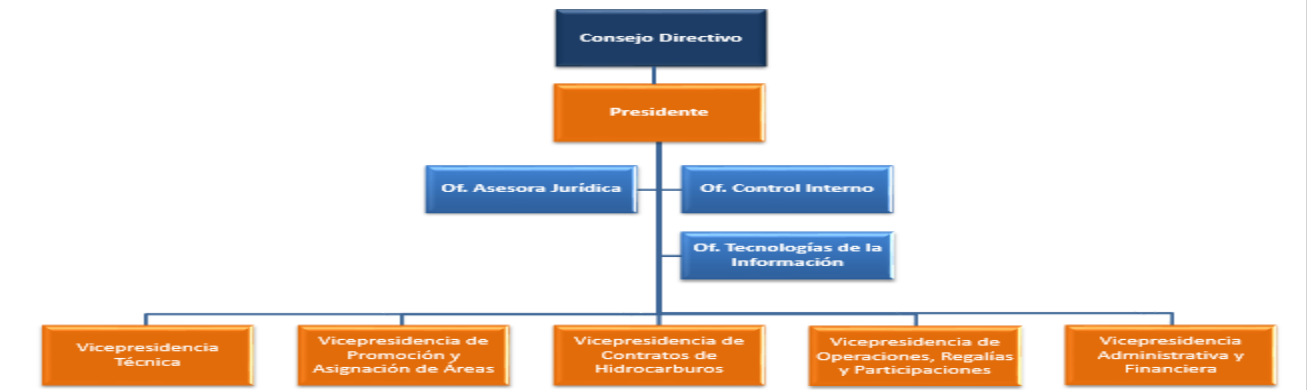 Consejo Directivo
Presidente
Of. Asesora Jurídica
Of. Control Interno
Of. Tecnologías de la
Información
Vicepresidencia
Técnica
Vicepresidencia de
Promoción y
Asignación de Áreas
Vicepresidencia de
Contratos de
Hidrocarburos
Vicepresidencia de
Operaciones, Regalías
y Participaciones
Vicepresidencia
Administrativa y
Financiera